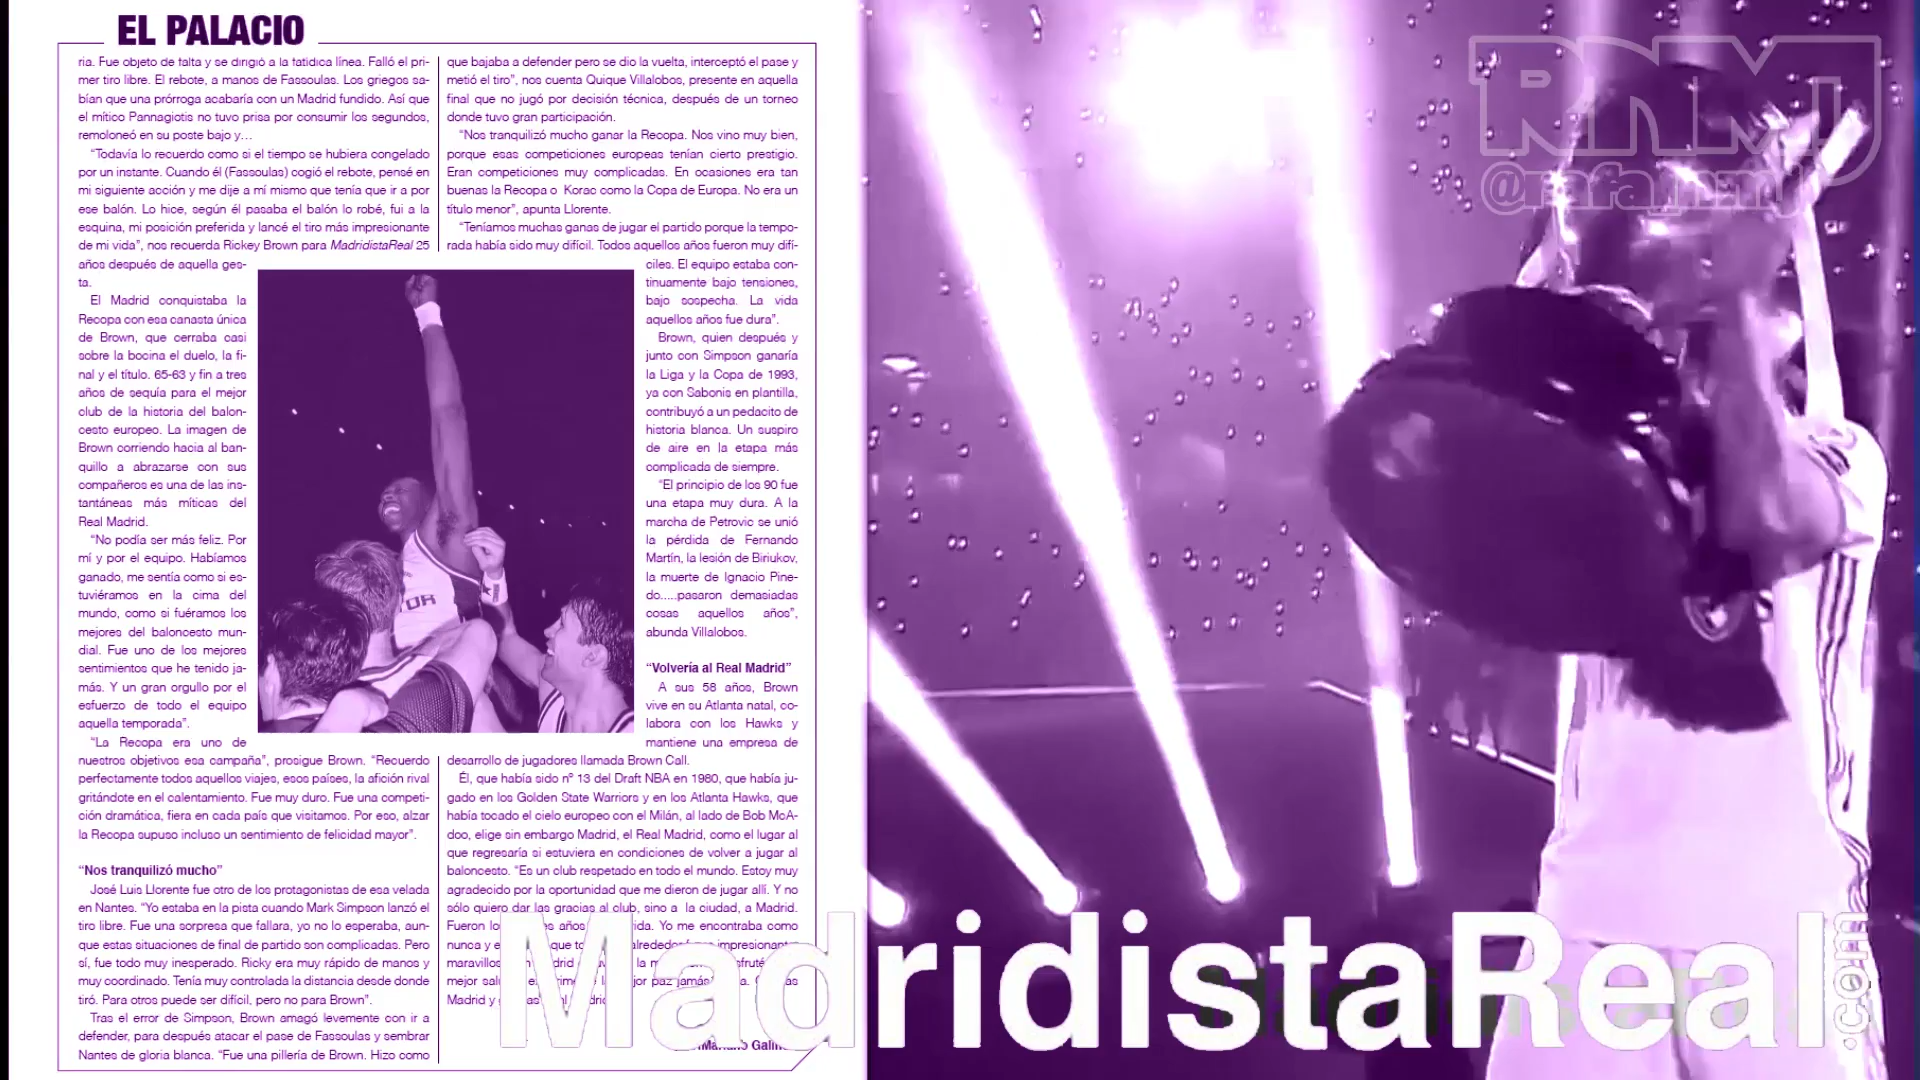 EL PALACIO
ria. Fue objeto de falta y se dirigió a la fatídica línea. Falló el pri-
mer tiro libre. El rebote, a manos de Fassoulas. Los griegos sa-
bían que una prórroga acabaría con un Madrid fundido. Así que
el mítico Pannagiotis no tuvo prisa por consumir los segundos,
remoloneó en su poste bajo y...
“Todavía lo recuerdo como si el tiempo se hubiera congelado
por un instante. Cuando él (Fassoulas) cogió el rebote, pensé en
mi siguiente acción y me dije a mí mismo que tenía que ir a por
ese balón. Lo hice, según él pasaba el balón lo robé, fui a la
esquina, mi posición preferida y lancé el tiro más impresionante
de mi vida”, nos recuerda Rickey Brown para MadridistaReal 25
años después de aquella ges-
ta.
El Madrid conquistaba la
Recopa con esa canasta única
de Brown, que cerraba casi
sobre la bocina el duelo, la fi-
nal y el título. 65-63 y fin a tres
años de sequía para el mejor
club de la historia del balon-
cesto europeo. La imagen de
Brown corriendo hacia al ban-
quillo a abrazarse con sus
compañeros es una de las ins-
tantáneas más míticas del
Real Madrid.
“No podía ser más feliz. Por
mí y por el equipo. Habíamos
ganado, me sentía como si es-
tuviéramos en la cima del
mundo, como si fuéramos los
mejores del baloncesto mun-
dial. Fue uno de los mejores
sentimientos que he tenido ja-
más. Y un gran orgullo por el
esfuerzo de todo el equipo
aquella temporada”.
“La Recopa era uno de
nuestros objetivos esa campaña”, prosigue Brown. “Recuerdo
perfectamente todos aquellos viajes, esos países, la afición rival
gritándote en el calentamiento. Fue muy duro. Fue una competi-
ción dramática, fiera en cada país que visitamos. Por eso, alzar
la Recopa supuso incluso un sentimiento de felicidad mayor”.
“Nos tranquilizó mucho”
José Luis Llorente fue otro de los protagonistas de esa velada
en Nantes. “Yo estaba en la pista cuando Mark Simpson lanzó el
tiro libre. Fue una sorpresa que fallara, yo no lo esperaba, aun-
que estas situaciones de final de partido son complicadas. Pero
sí, fue todo muy inesperado. Ricky era muy rápido de manos y
muy coordinado. Tenía muy controlada la distancia desde donde
tiró. Para otros puede ser difícil, pero no para Brown”.
Tras el error de Simpson, Brown amagó levemente con ir a
defender, para después atacar el pase de Fassoulas y sembrar
Nantes de gloria blanca. “Fue una pillería de Brown. Hizo como
que bajaba a defender pero se dio la vuelta, interceptó el pase y
metió el tiro”, nos cuenta Quique Villalobos, presente en aquella
final que no jugó por decisión técnica, después de un torneo
donde tuvo gran participación.
“Nos tranquilizó mucho ganar la Recopa. Nos vino muy bien,
porque esas competiciones europeas tenían cierto prestigio.
Eran competiciones muy complicadas. En ocasiones era tan
buenas la Recopa o Korac como la Copa de Europa. No era un
título menor”, apunta Llorente.
“Teníamos muchas ganas de jugar el partido porque la tempo-
rada había sido muy difícil. Todos aquellos años fueron muy difí-
ciles. El equipo estaba con-
tinuamente bajo tensiones,
bajo sospecha. La vida
aquellos años fue dura”.
Brown, quien después y
junto con Simpson ganaría
la Liga y la Copa de 1993,
ya con Sabonis en plantilla,
contribuyó a un pedacito de
historia blanca. Un suspiro
de aire en la etapa más
complicada de siempre.
“El principio de los 90 fue
una etapa muy dura. A la
marcha de Petrovic se unió
la pérdida de Fernando
Martín, la lesión de Biriukov,
la muerte de Ignacio Pine-
do.....pasaron demasiadas
cosas aquellos años”,
abunda Villalobos.
“Volvería al Real Madrid”
A sus 58 años, Brown
vive en su Atlanta natal, co-
labora con los Hawks y
mantiene una empresa de
desarrollo de jugadores llamada Brown Call.
Él, que había sido nº 13 del Draft NBA en 1980, que había ju-
gado en los Golden State Warriors y en los Atlanta Hawks, que
había tocado el cielo europeo con el Milán, al lado de Bob McA-
doo, elige sin embargo Madrid, el Real Madrid, como el lugar al
que regresaría si estuviera en condiciones de volver a jugar al
baloncesto. “Es un club respetado en todo el mundo. Estoy muy
agradecido por la oportunidad que me dieron de jugar allí. Y no
sólo quiero dar las gracias al club, sino a la ciudad, a Madrid.
Fueron años Yo me encontraba como
nunca y que
Madrid y
RNMJ
@rafa_rnmj
MadridistaReal
.com